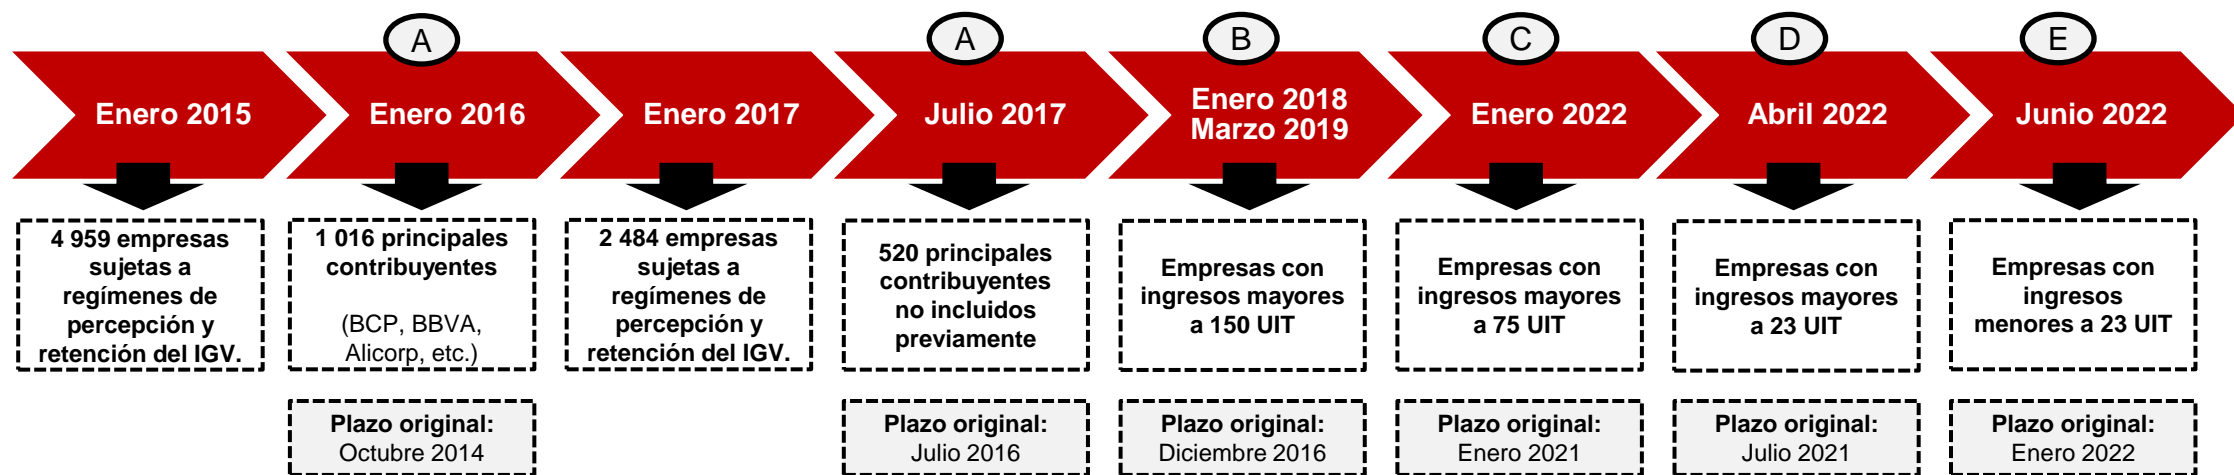 A
A
B
C
D
E
Enero 2015
Enero 2016
Enero 2017
Julio 2017
Enero 2018
Marzo 2019
Enero 2022
Abril 2022
Junio 2022
4 959 empresas
sujetas a
regímenes de
percepción y
retención del IGV.
1 016 principales
contribuyentes
(BCP, BBVA,
Alicorp, etc.)
2 484 empresas
sujetas a
regímenes de
percepción y
retención del IGV.
520 principales
contribuyentes
no incluidos
previamente
Empresas con
ingresos mayores
a 150 UIT
Empresas con
ingresos mayores
a 75 UIT
Empresas con
ingresos mayores
a 23 UIT
Empresas con
ingresos
menores a 23 UIT
Plazo original:
Octubre 2014
Plazo original:
Julio 2016
Plazo original:
Diciembre 2016
Plazo original:
Enero 2021
Plazo original:
Julio 2021
Plazo original:
Enero 2022